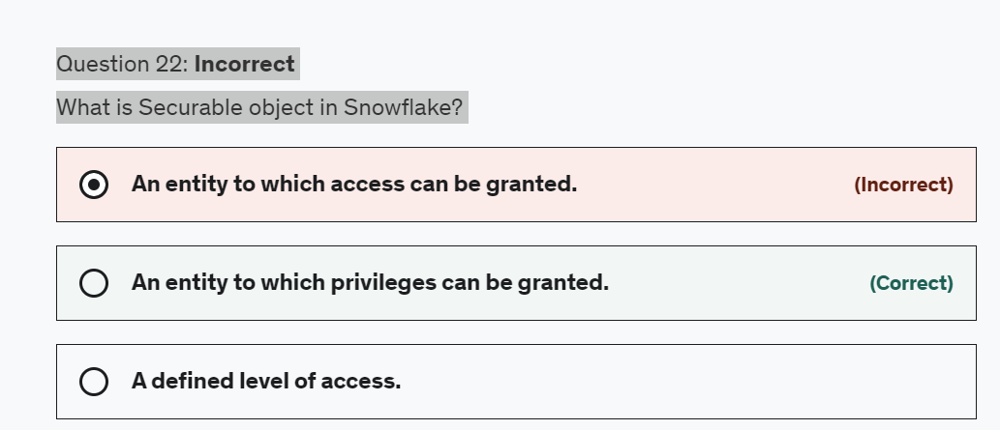 Question 22: Incorrect
What is Securable object in Snowflake?
An entity to which access can be granted. (Incorrect)
An entity to which privileges can be granted. (Correct)
A defined level of access.